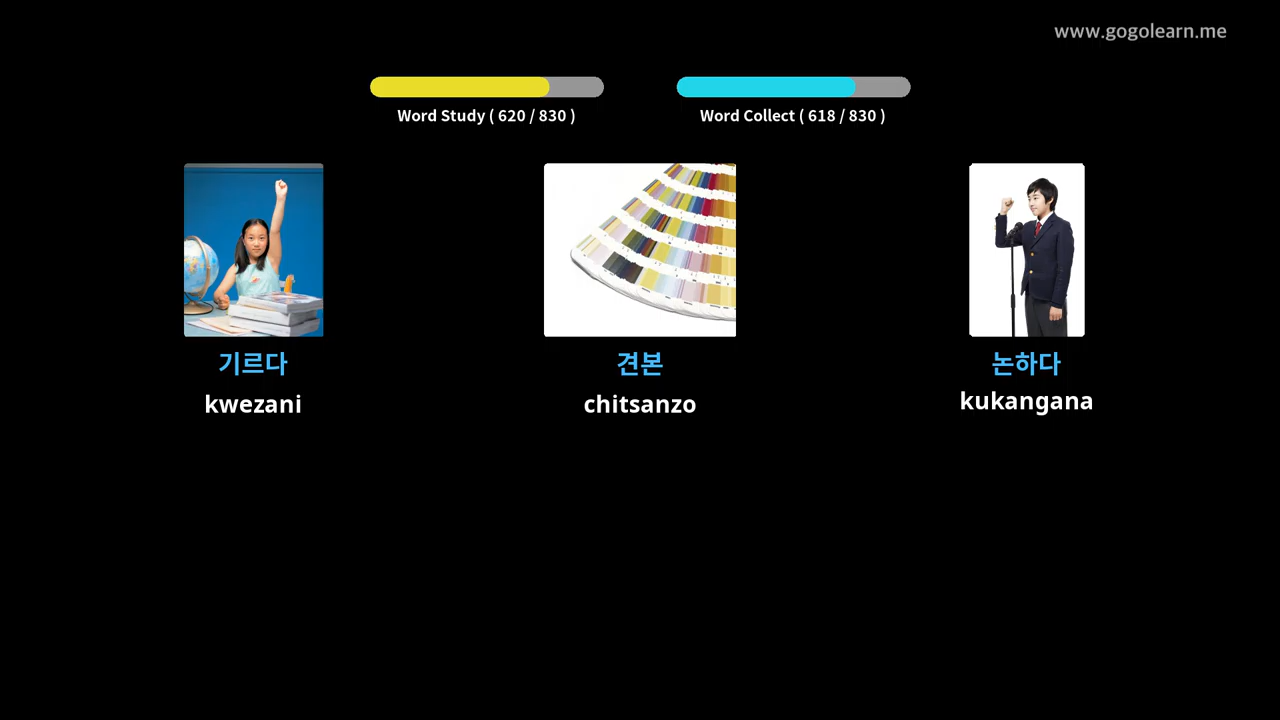 www.gogolearn.me
Word Study ( 620 / 830 )
Word Collect ( 618 / 830 )
기르다
견본
논하다
kwezani
chitsanzo
kukangana